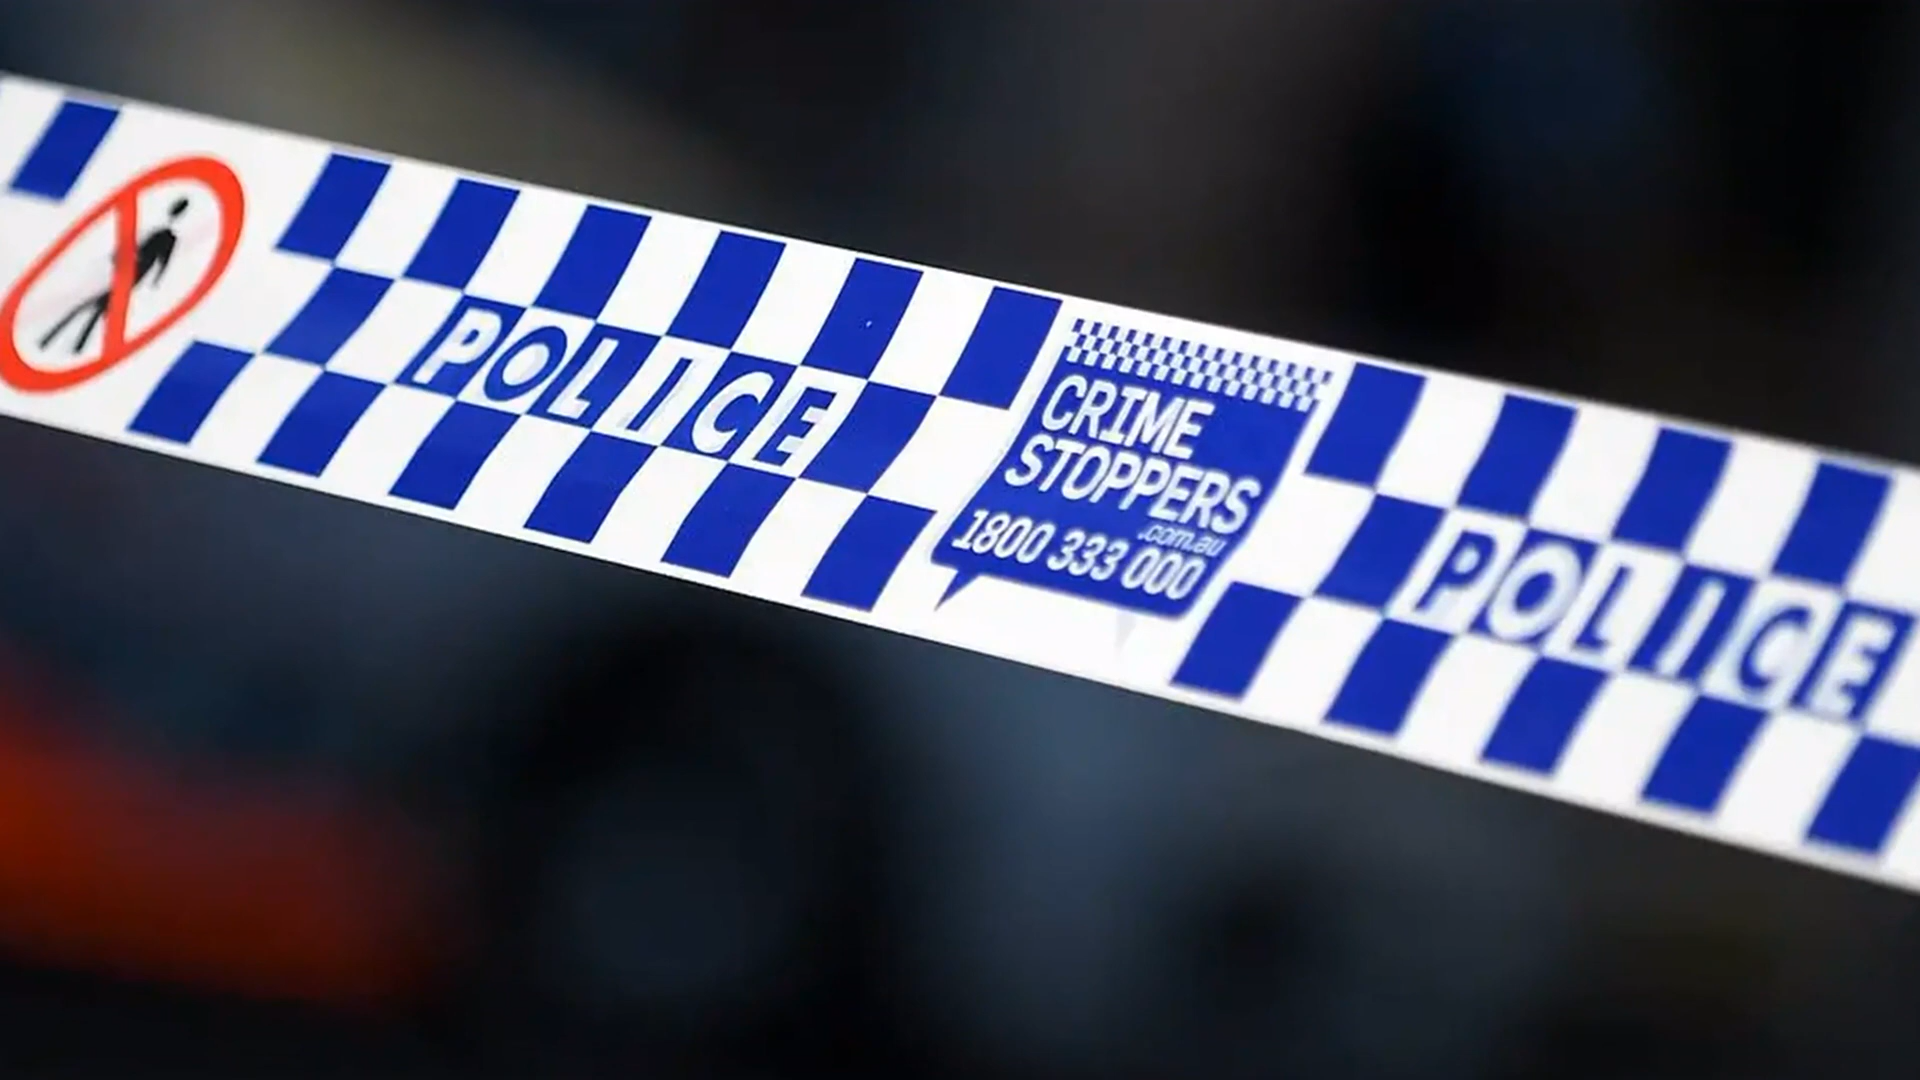 POLICE
CRIME
STOPPERS
.com.au
1800 333 000
POLICE